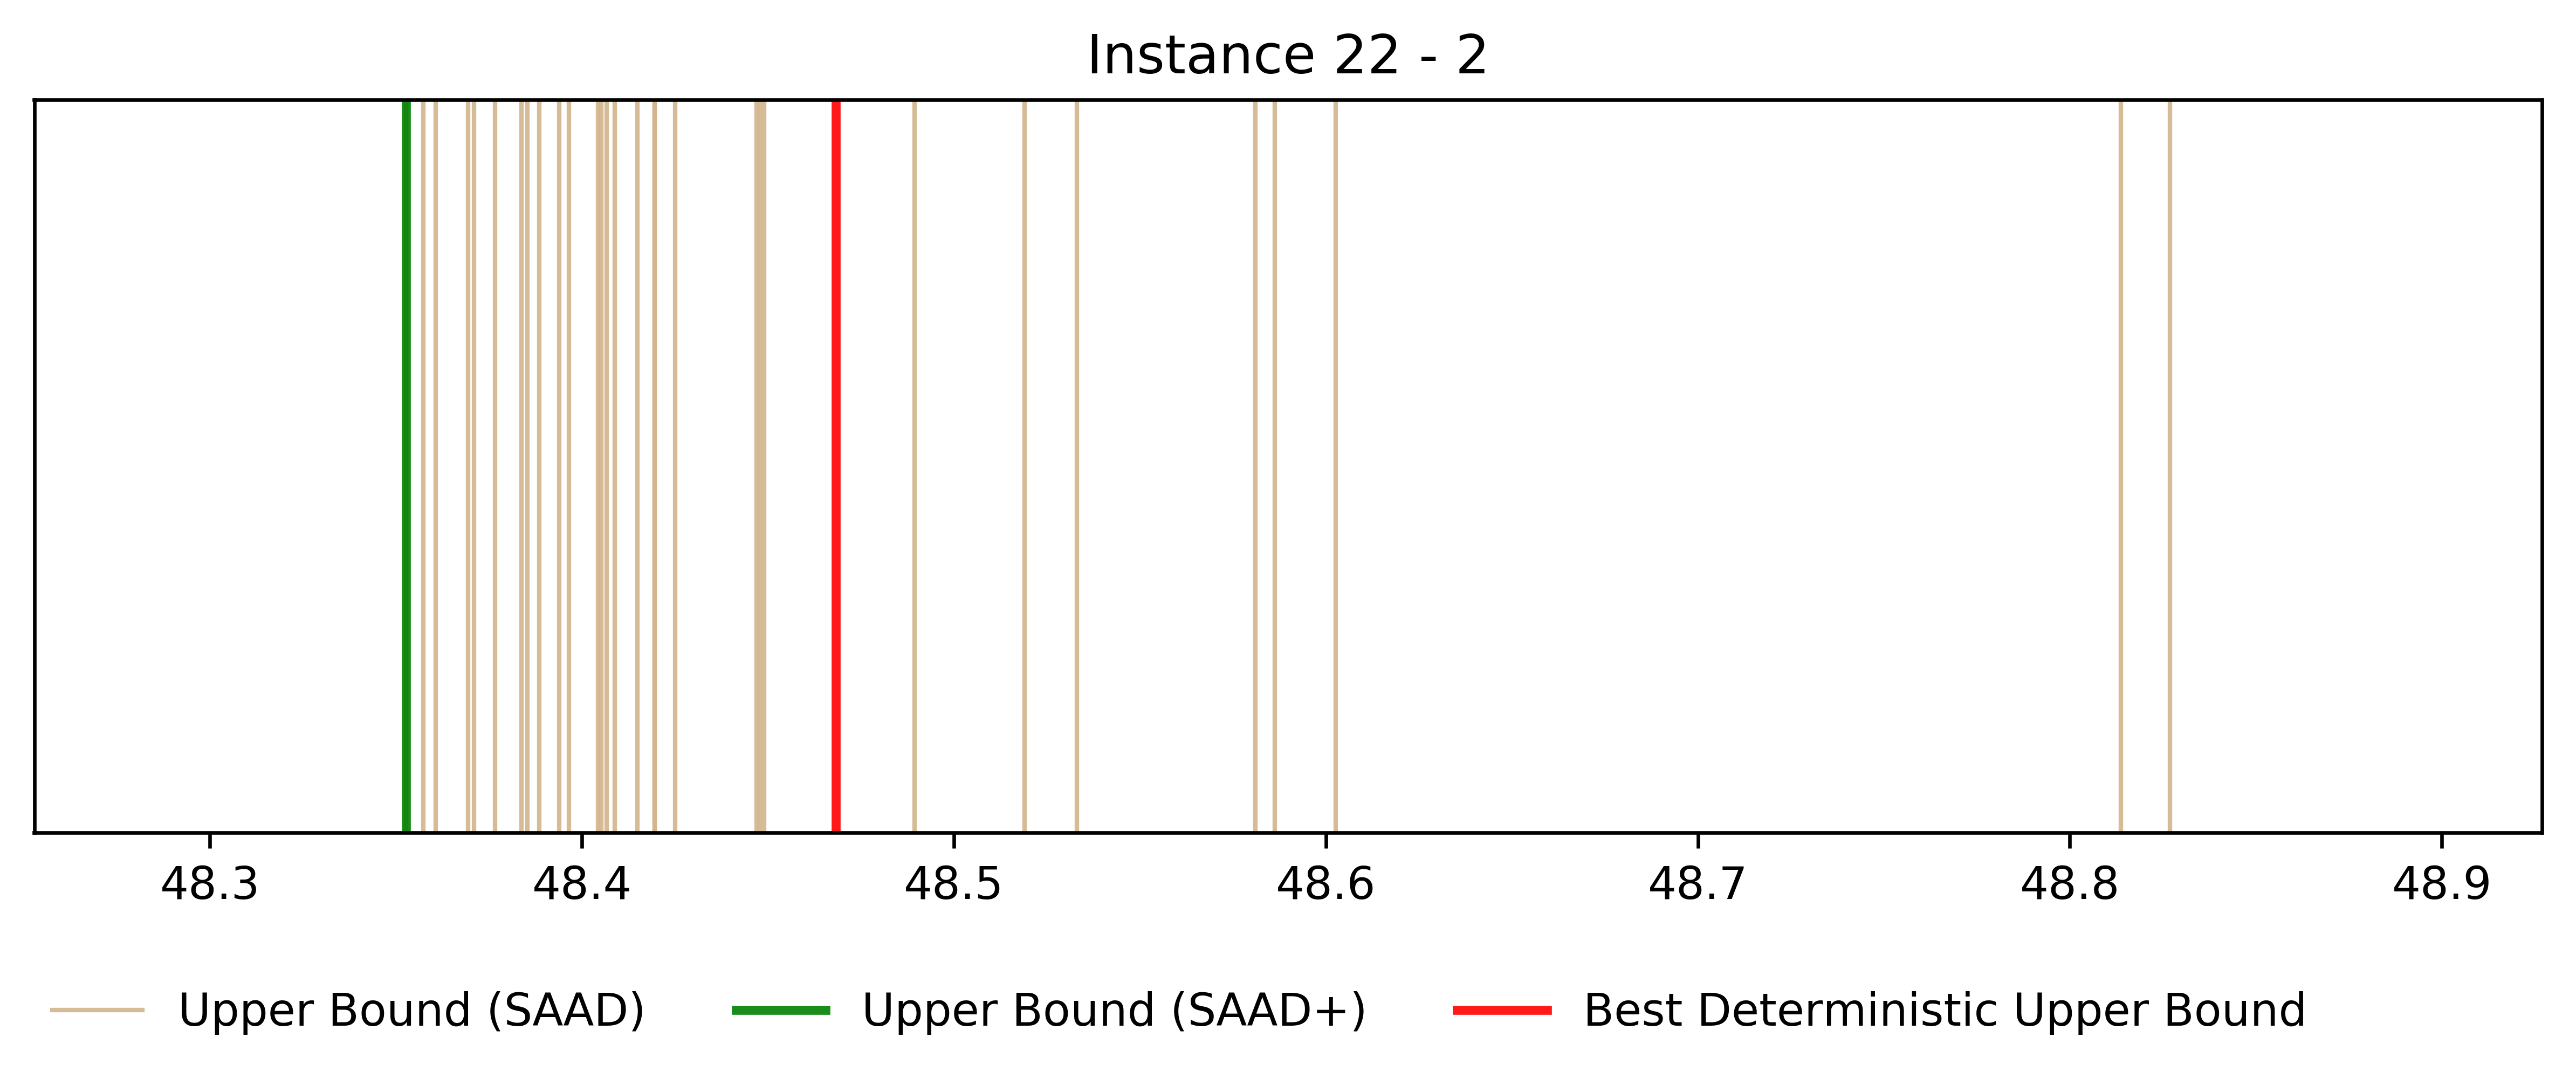 Instance 22 - 2
48.3 48.4 48.5 48.6 48.7 48.8 48.9
Upper Bound (SAAD) Upper Bound (SAAD+) Best Deterministic Upper Bound